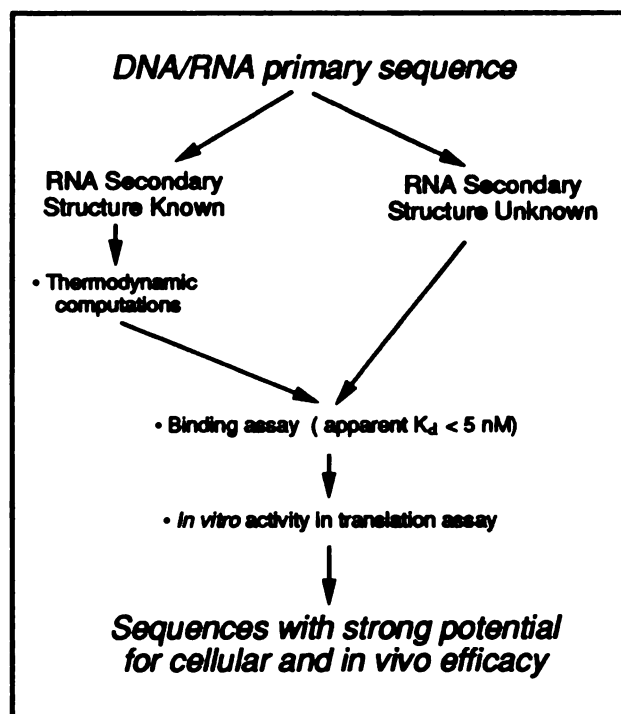 DNA/RNA primary sequence
RNA Secondary
Structure Known
RNA Secondary
Structure Unknown
• Thermodynamic
computations
• Binding assay ( apparent Kd < 5 nM)
• In vitro activity in translation assay
Sequences with strong potential
for cellular and in vivo efficacy